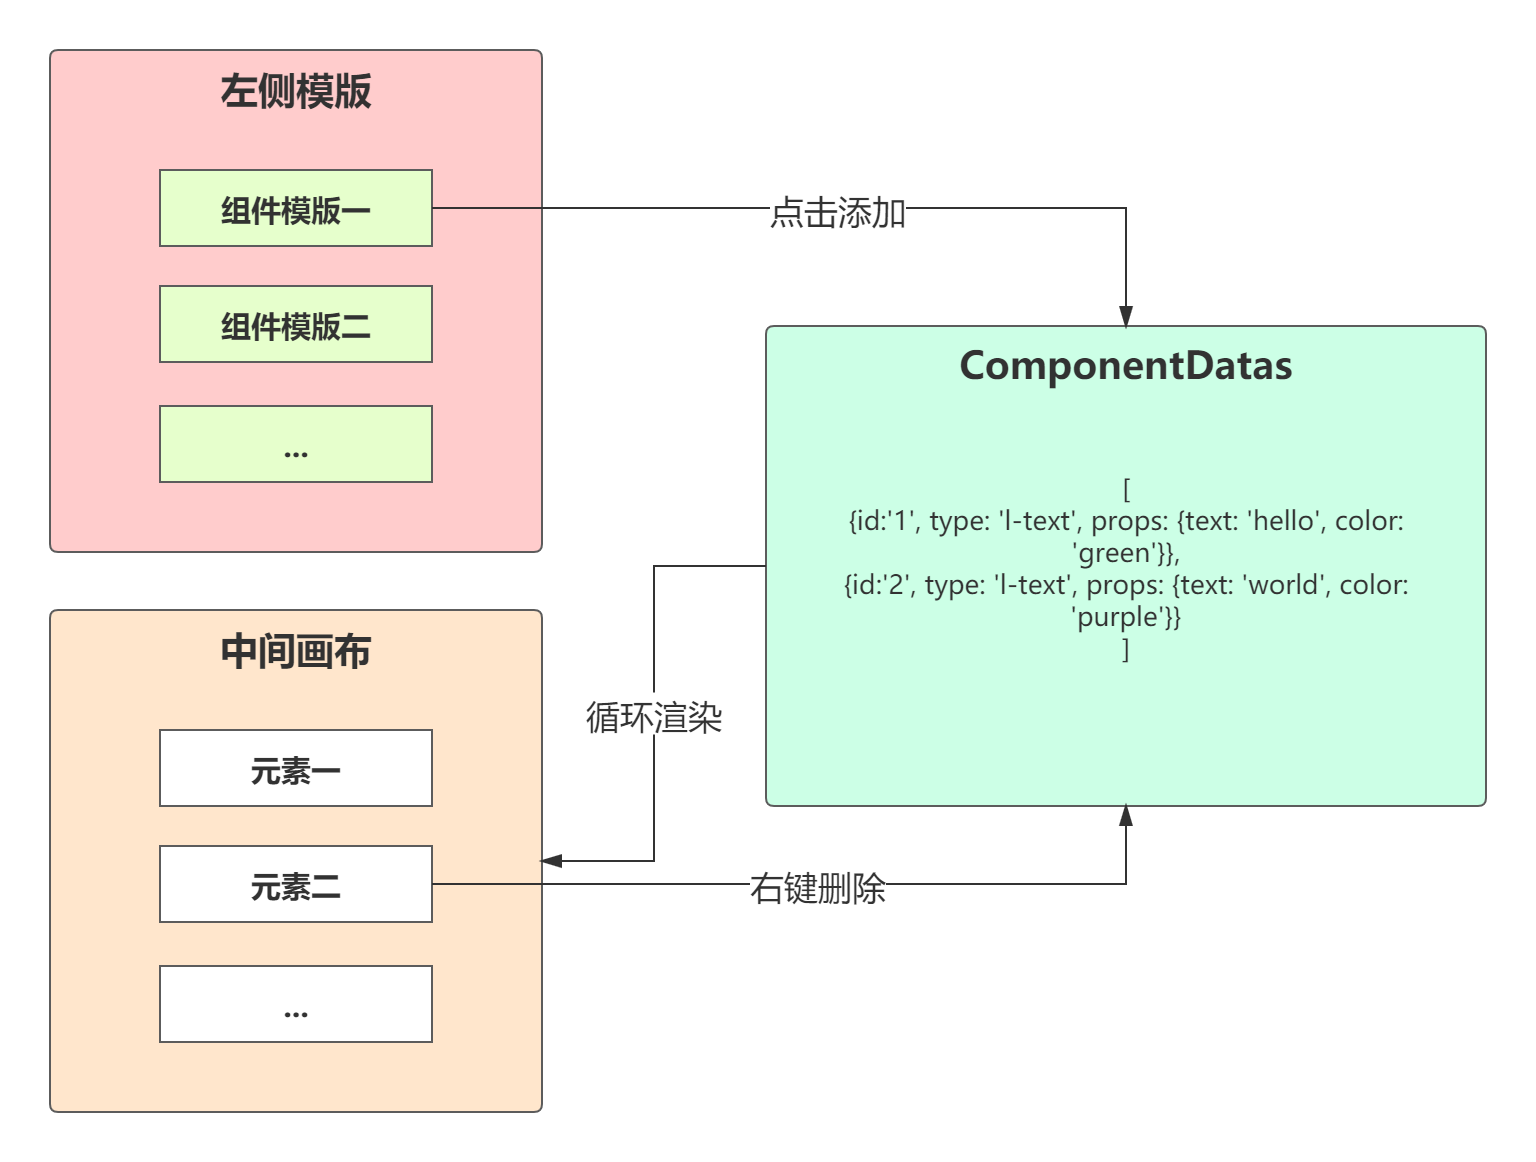 左侧模版
组件模版一
点击添加
组件模版二
...
ComponentDatas
[
{id:'1', type: 'l-text', props: {text: 'hello', color:
'green'}},
{id:'2', type: 'l-text', props: {text: 'world', color:
'purple'}}
]
循环渲染
中间画布
元素一
元素二
右键删除
...